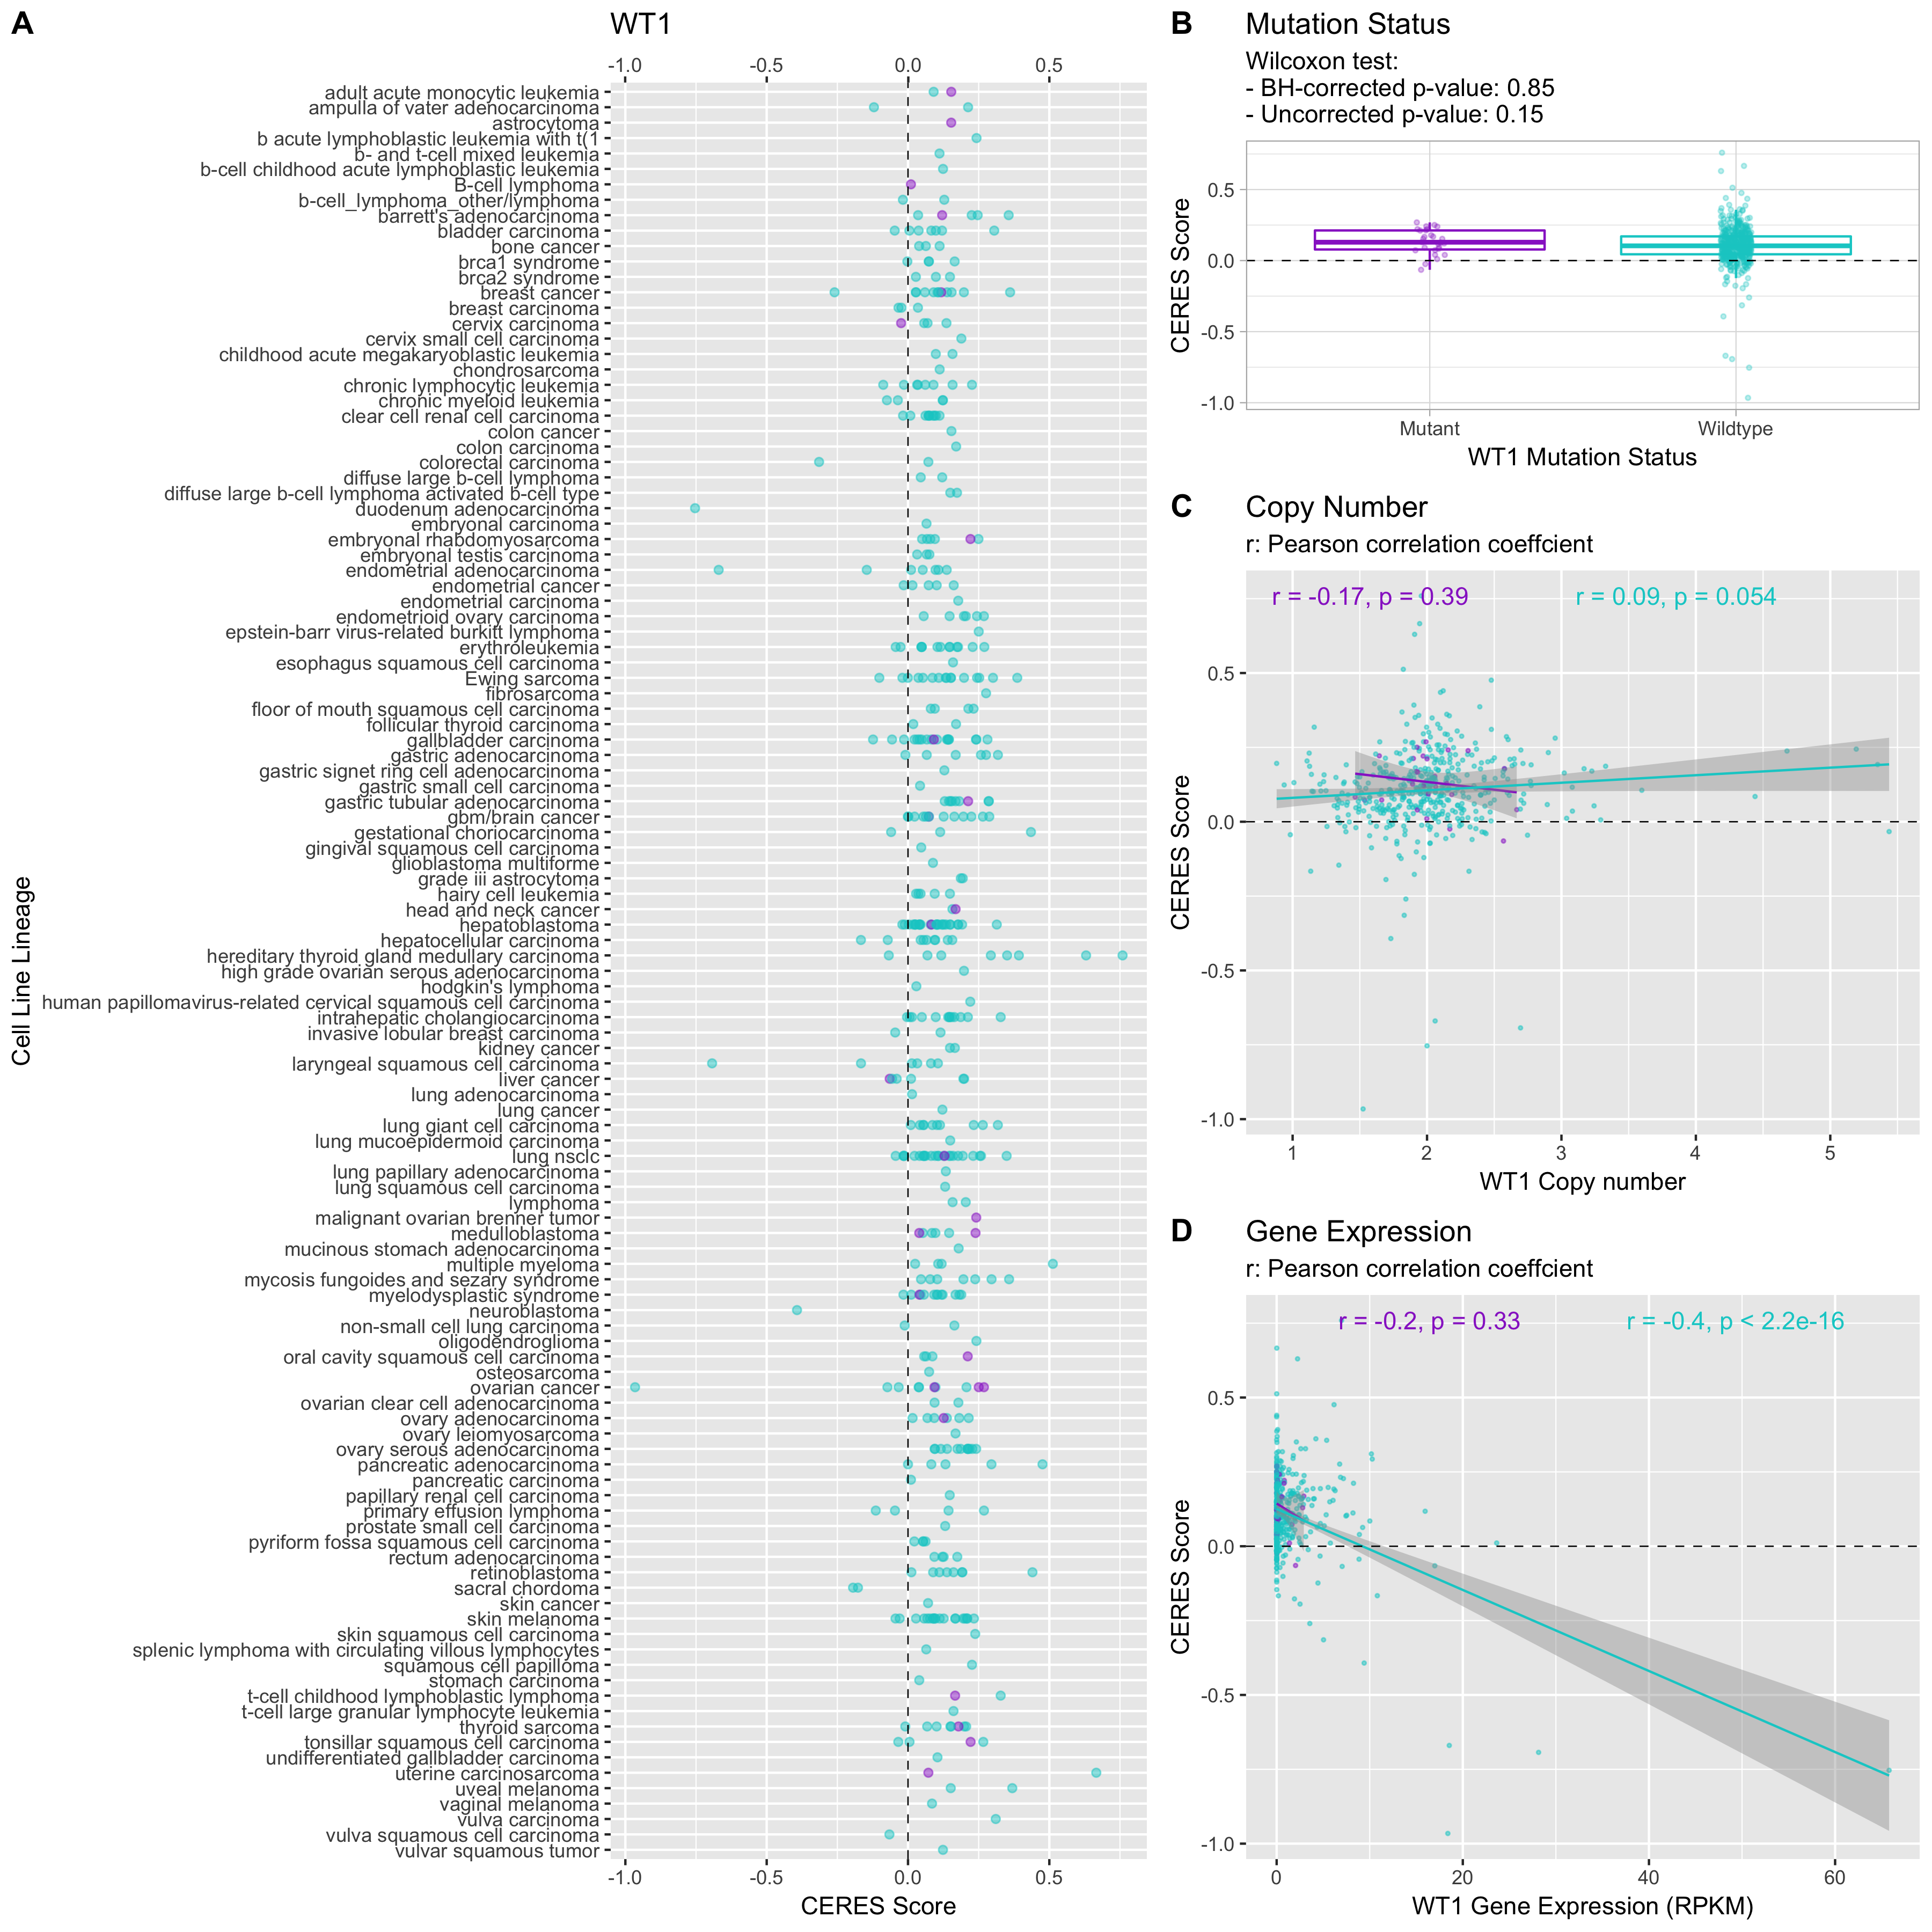 A
WT1
-1.0 -0.5 0.0 0.5
Cell Line Lineage
adult acute monocytic leukemia
ampulla of vater adenocarcinoma
astrocytoma
b acute lymphoblastic leukemia with t(1
b- and t-cell mixed leukemia
b-cell childhood acute lymphoblastic leukemia
B-cell lymphoma
b-cell_lymphoma_other/lymphoma
barrett's adenocarcinoma
bladder carcinoma
bone cancer
brca1 syndrome
brca2 syndrome
breast cancer
breast carcinoma
cervix carcinoma
cervix small cell carcinoma
childhood acute megakaryoblastic leukemia
chondrosarcoma
chronic lymphocytic leukemia
chronic myeloid leukemia
clear cell renal cell carcinoma
colon cancer
colon carcinoma
colorectal carcinoma
diffuse large b-cell lymphoma
diffuse large b-cell lymphoma activated b-cell type
duodenum adenocarcinoma
embryonal carcinoma
embryonal rhabdomyosarcoma
embryonal testis carcinoma
endometrial adenocarcinoma
endometrial cancer
endometrial carcinoma
endometrioid ovary carcinoma
epstein-barr virus-related burkitt lymphoma
erythroleukemia
esophagus squamous cell carcinoma
Ewing sarcoma
fibrosarcoma
floor of mouth squamous cell carcinoma
follicular thyroid carcinoma
gallbladder carcinoma
gastric adenocarcinoma
gastric signet ring cell adenocarcinoma
gastric small cell carcinoma
gastric tubular adenocarcinoma
gbm/brain cancer
gestational choriocarcinoma
gingival squamous cell carcinoma
glioblastoma multiforme
grade iii astrocytoma
hairy cell leukemia
head and neck cancer
hepatoblastoma
hepatocellular carcinoma
hereditary thyroid gland medullary carcinoma
high grade ovarian serous adenocarcinoma
hodgkin's lymphoma
human papillomavirus-related cervical squamous cell carcinoma
intrahepatic cholangiocarcinoma
invasive lobular breast carcinoma
kidney cancer
laryngeal squamous cell carcinoma
liver cancer
lung adenocarcinoma
lung cancer
lung giant cell carcinoma
lung mucoepidermoid carcinoma
lung nsclc
lung papillary adenocarcinoma
lung squamous cell carcinoma
lymphoma
malignant ovarian brenner tumor
medulloblastoma
mucinous stomach adenocarcinoma
multiple myeloma
mycosis fungoides and sezary syndrome
myelodysplastic syndrome
neuroblastoma
non-small cell lung carcinoma
oligodendroglioma
oral cavity squamous cell carcinoma
osteosarcoma
ovarian cancer
ovarian clear cell adenocarcinoma
ovary adenocarcinoma
ovary leiomyosarcoma
ovary serous adenocarcinoma
pancreatic adenocarcinoma
pancreatic carcinoma
papillary renal cell carcinoma
primary effusion lymphoma
prostate small cell carcinoma
pyriform fossa squamous cell carcinoma
rectum adenocarcinoma
retinoblastoma
sacral chordoma
skin cancer
skin melanoma
skin squamous cell carcinoma
splenic lymphoma with circulating villous lymphocytes
squamous cell papilloma
stomach carcinoma
t-cell childhood lymphoblastic lymphoma
t-cell large granular lymphocyte leukemia
thyroid sarcoma
tonsillar squamous cell carcinoma
undifferentiated gallbladder carcinoma
uterine carcinosarcoma
uveal melanoma
vaginal melanoma
vulva carcinoma
vulva squamous cell carcinoma
vulvar squamous tumor
-1.0 -0.5 0.0 0.5
CERES Score
B
Mutation Status
Wilcoxon test:
- BH-corrected p-value: 0.85
- Uncorrected p-value: 0.15
CERES Score
0.5
0.0
-0.5
-1.0
Mutant Wildtype
WT1 Mutation Status
C
Copy Number
r: Pearson correlation coeffcient
r = -0.17, p = 0.39 r = 0.09, p = 0.054
CERES Score
0.5
0.0
-0.5
-1.0
1 2 3 4 5
WT1 Copy number
D
Gene Expression
r: Pearson correlation coeffcient
r = -0.2, p = 0.33 r = -0.4, p < 2.2e-16
CERES Score
0.5
0.0
-0.5
-1.0
0 20 40 60
WT1 Gene Expression (RPKM)